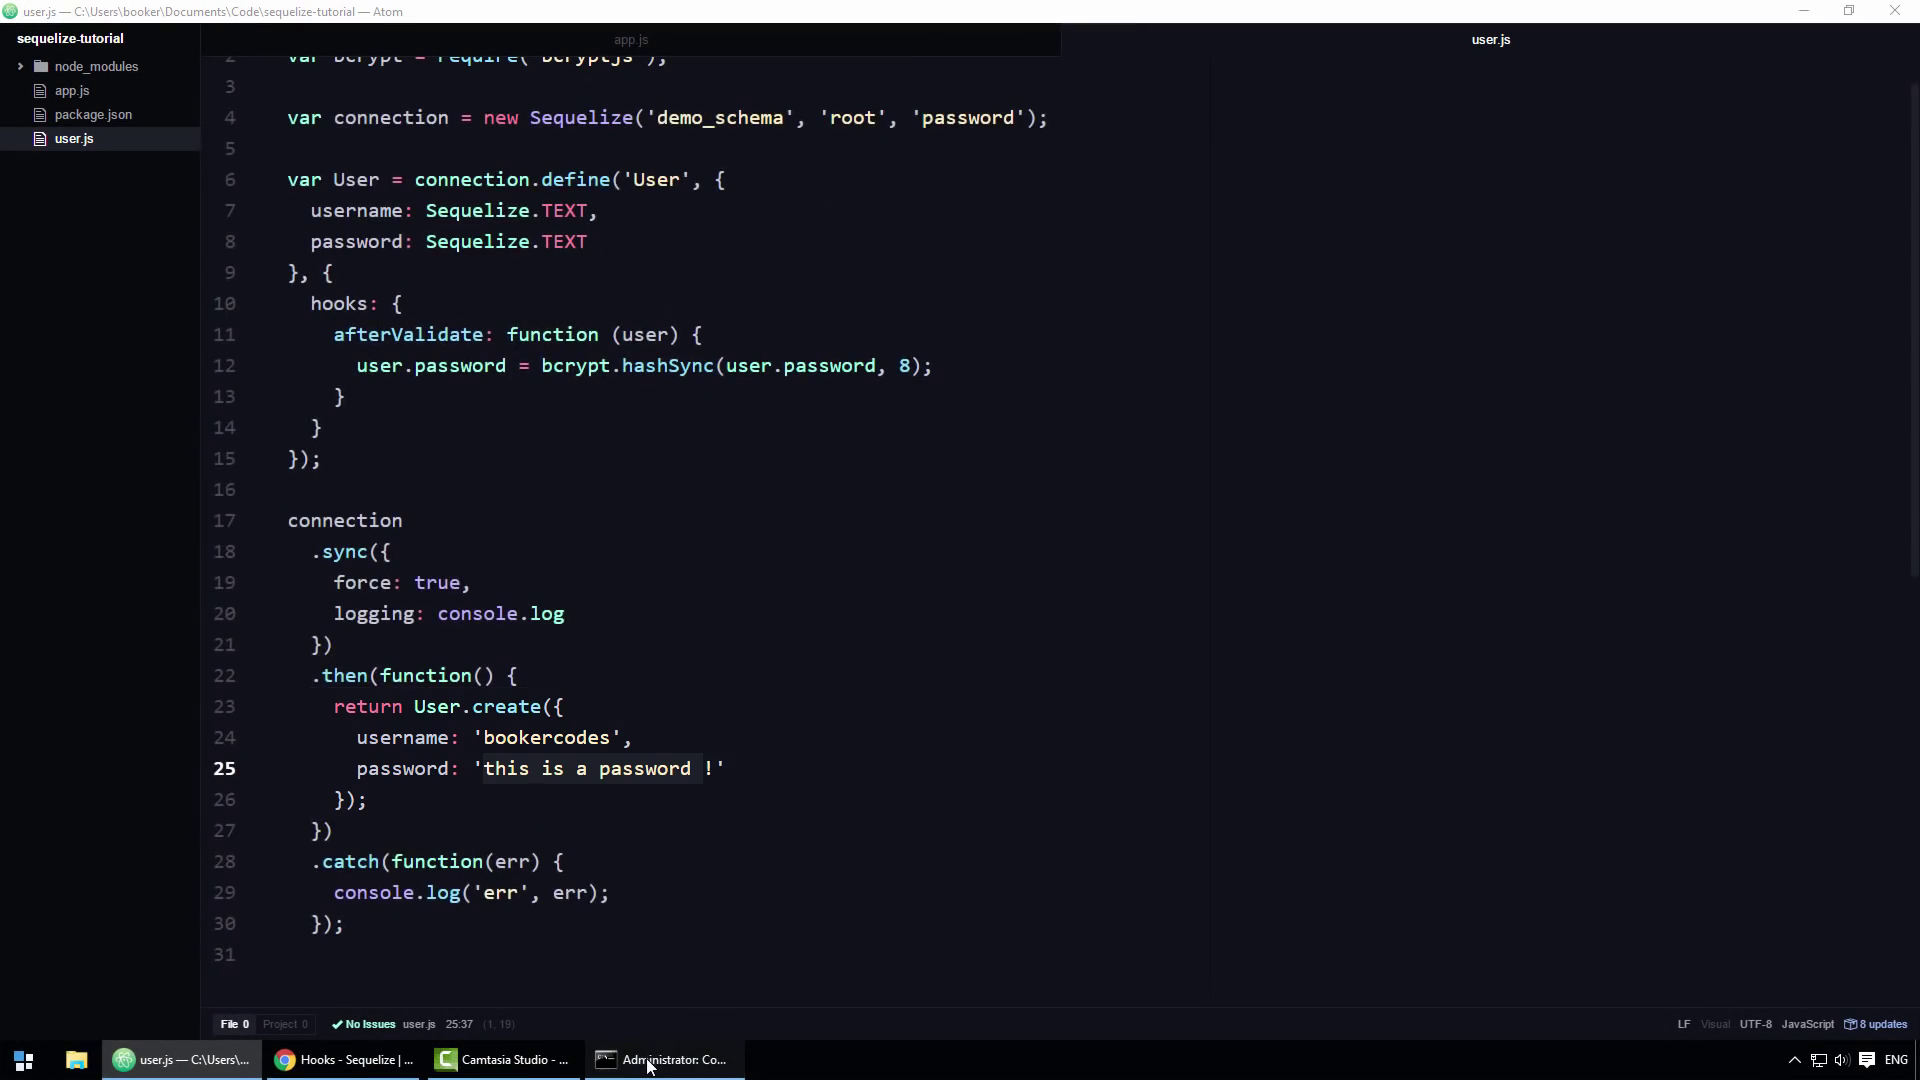 user.js — C:\Users\booker\Documents\Code\sequelize-tutorial — Atom
sequelize-tutorial
node_modules
app.js
package.json
user.js
app.js
user.js
2 var bcrypt = require('bcryptjs');
3
4 var connection = new Sequelize('demo_schema', 'root', 'password');
5
6 var User = connection.define('User', {
7 username: Sequelize.TEXT,
8 password: Sequelize.TEXT
9 }, {
10 hooks: {
11 afterValidate: function (user) {
12 user.password = bcrypt.hashSync(user.password, 8);
13 }
14 }
15 });
16
17 connection
18 .sync({
19 force: true,
20 logging: console.log
21 })
22 .then(function() {
23 return User.create({
24 username: 'bookercodes',
25 password: 'this is a password !'
26 });
27 })
28 .catch(function(err) {
29 console.log('err', err);
30 });
31
File 0 Project 0 No Issues user.js 25:37 (1, 19) LF Visual UTF-8 JavaScript 8 updates
user.js — C:\Users\... Hooks - Sequelize | ... Camtasia Studio - ... Administrator: Co... ENG